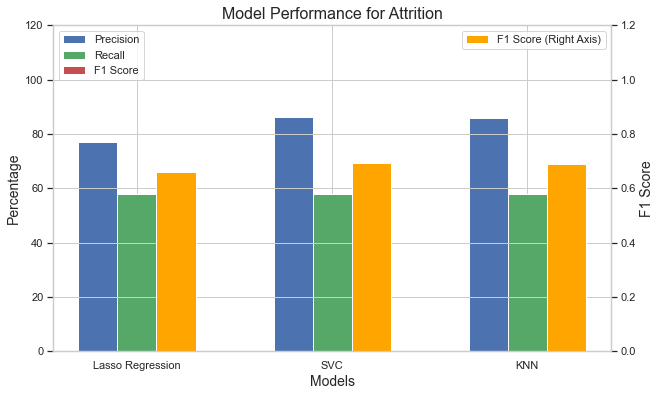 Model Performance for Attrition
Precision
Recall
F1 Score
F1 Score (Right Axis)
120
100
80
60
40
20
0
Percentage
1.2
1.0
0.8
0.6
0.4
0.2
0.0
F1 Score
Lasso Regression
SVC
KNN
Models